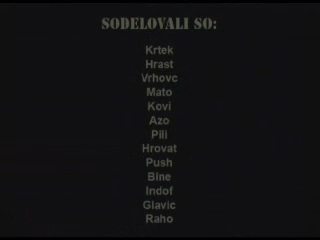 SODELOVALI SO:
Krtek
Hrast
Vrhovc
Mato
Kovi
Azo
Pili
Hrovat
Push
Bine
Indof
Glavic
Raho